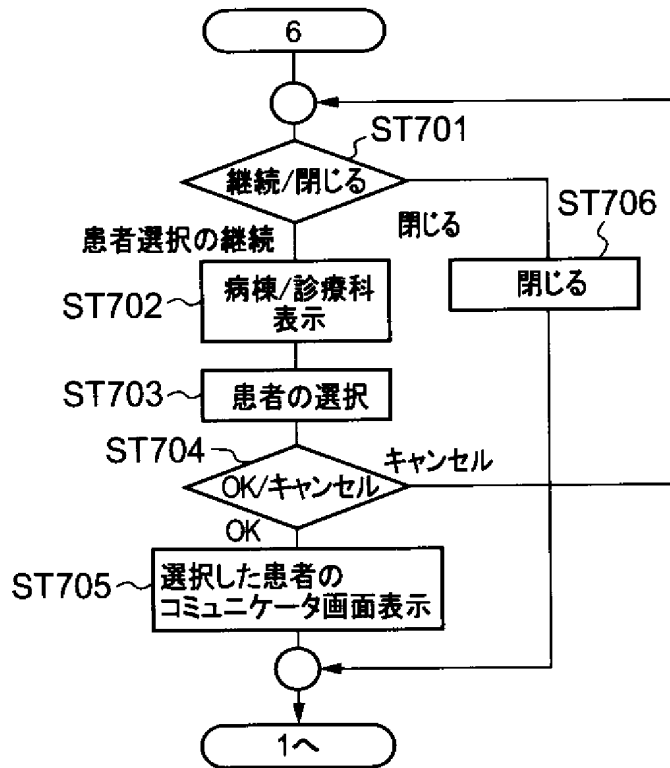 6
ST701
継続/閉じる
ST706
患者選択の継続
閉じる
ST702
病棟/診療科
表示
閉じる
ST703
患者の選択
ST704
キャンセル
OK/キャンセル
OK
ST705
選択した患者の
コミュニケータ画面表示
1へ